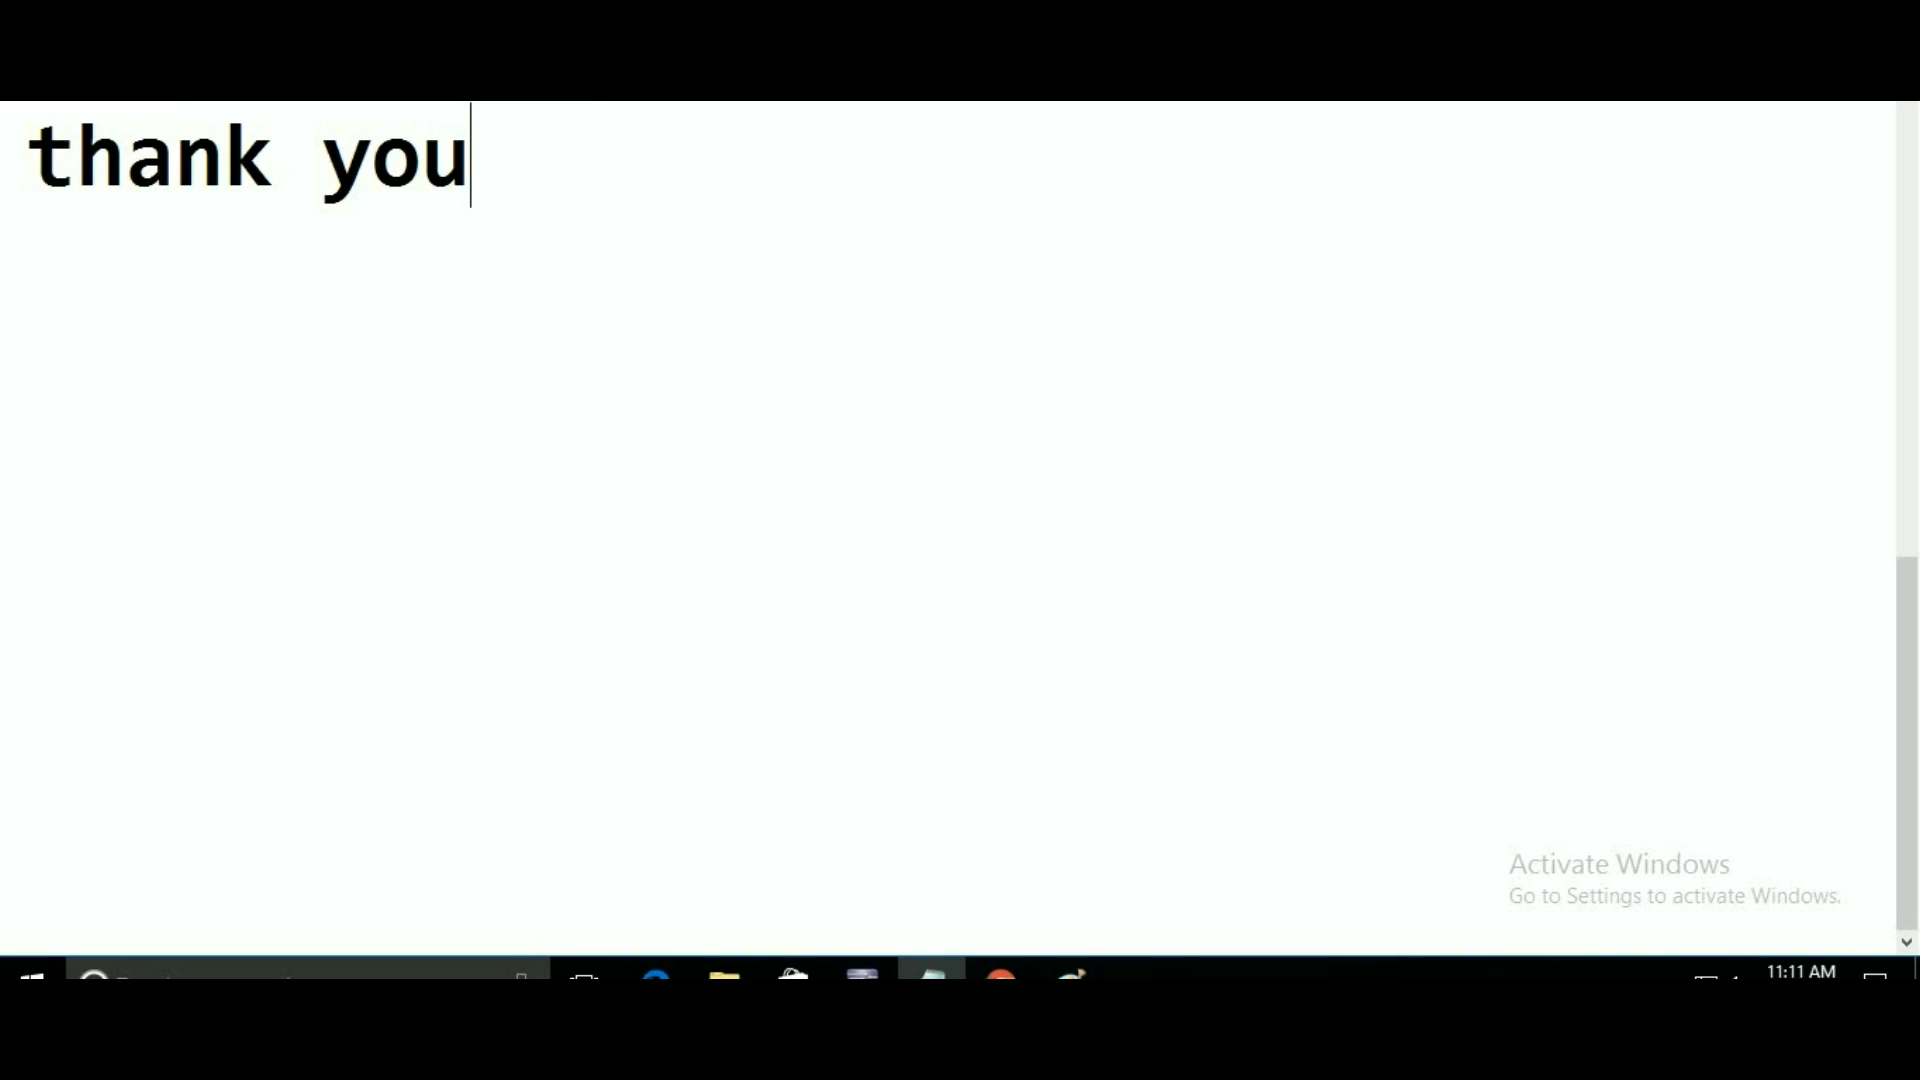 thank you
Activate Windows
Go to Settings to activate Windows.
11:11 AM